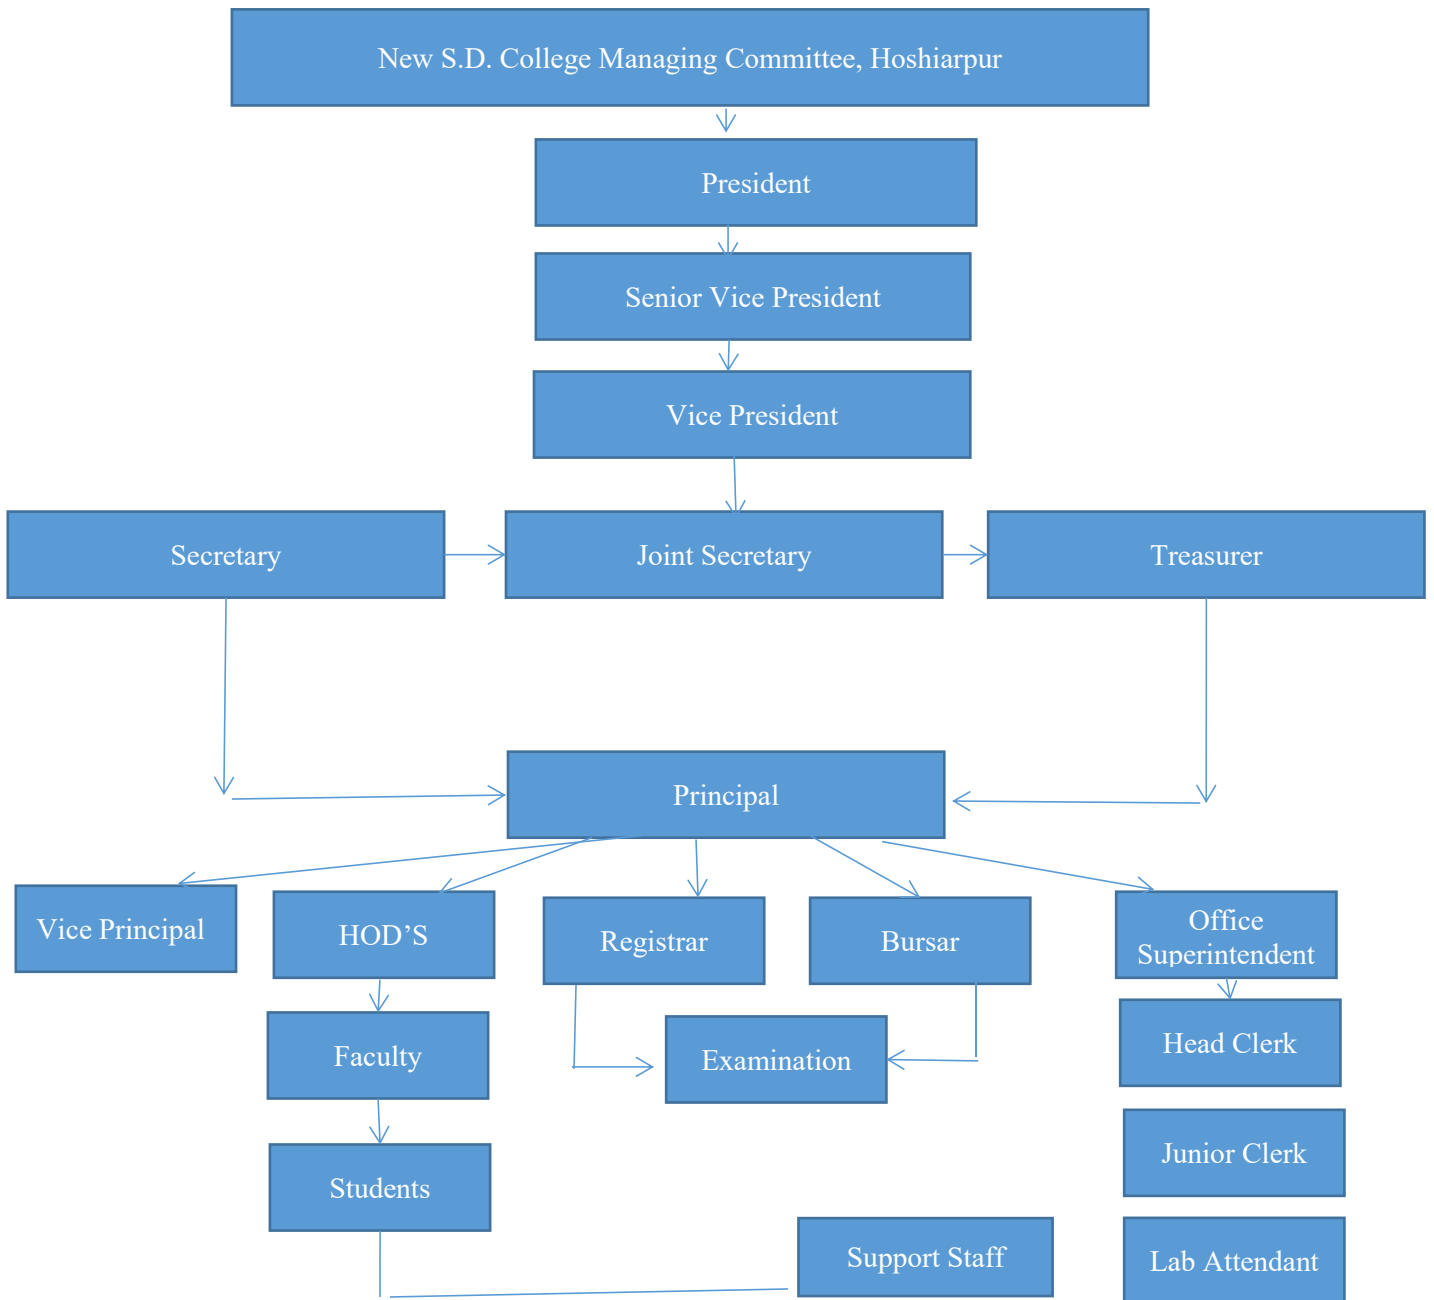 New S.D. College Managing Committee, Hoshiarpur
President
Senior Vice President
Vice President
Secretary
Joint Secretary
Treasurer
Principal
Vice Principal
HOD’S
Registrar
Bursar
Office
Superintendent
Faculty
Examination
Head Clerk
Junior Clerk
Students
Support Staff
Lab Attendant